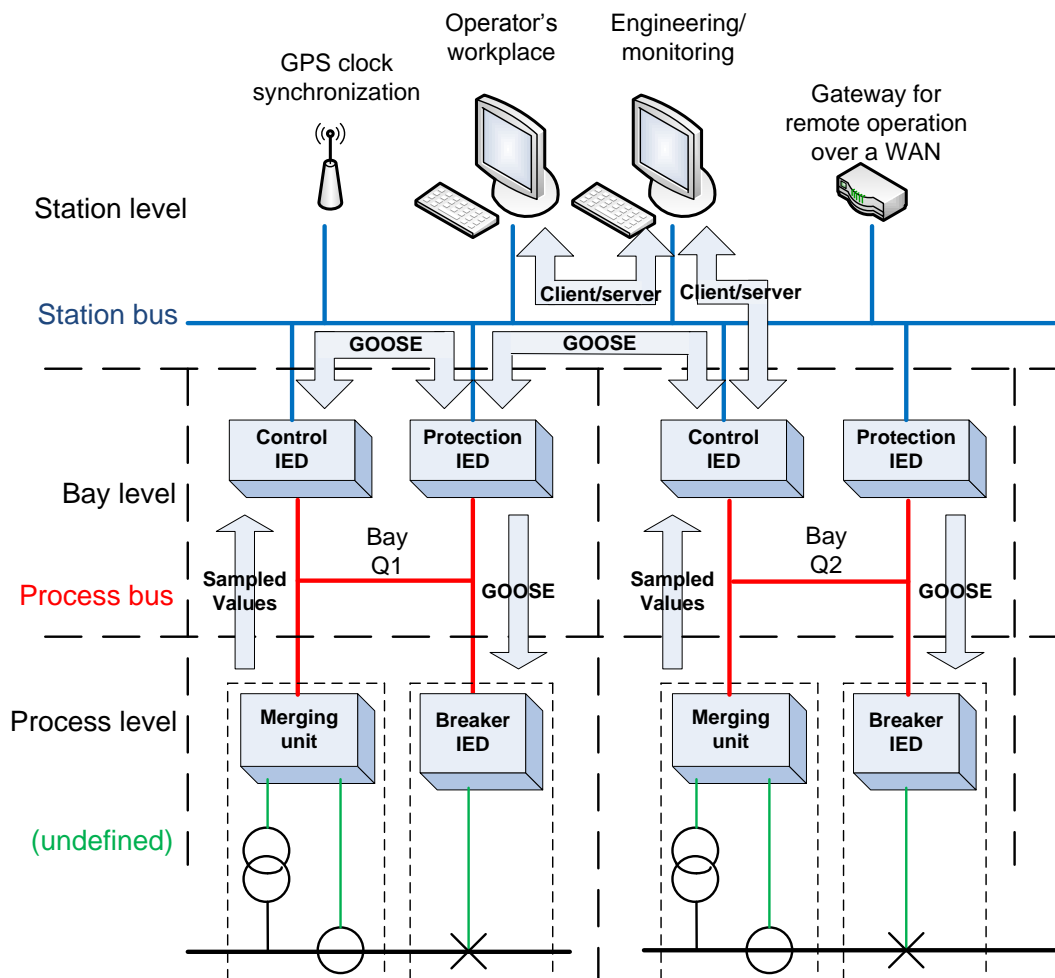 Operator's
workplace
Engineering/
monitoring
GPS clock
synchronization
Gateway for
remote operation
over a WAN
Station level
Client/server
Client/server
Station bus
GOOSE
GOOSE
Control
IED
Protection
IED
Control
IED
Protection
IED
Bay level
Bay
Q1
Bay
Q2
Sampled
Values
GOOSE
Sampled
Values
GOOSE
Process bus
Process level
Merging
unit
Breaker
IED
Merging
unit
Breaker
IED
(undefined)